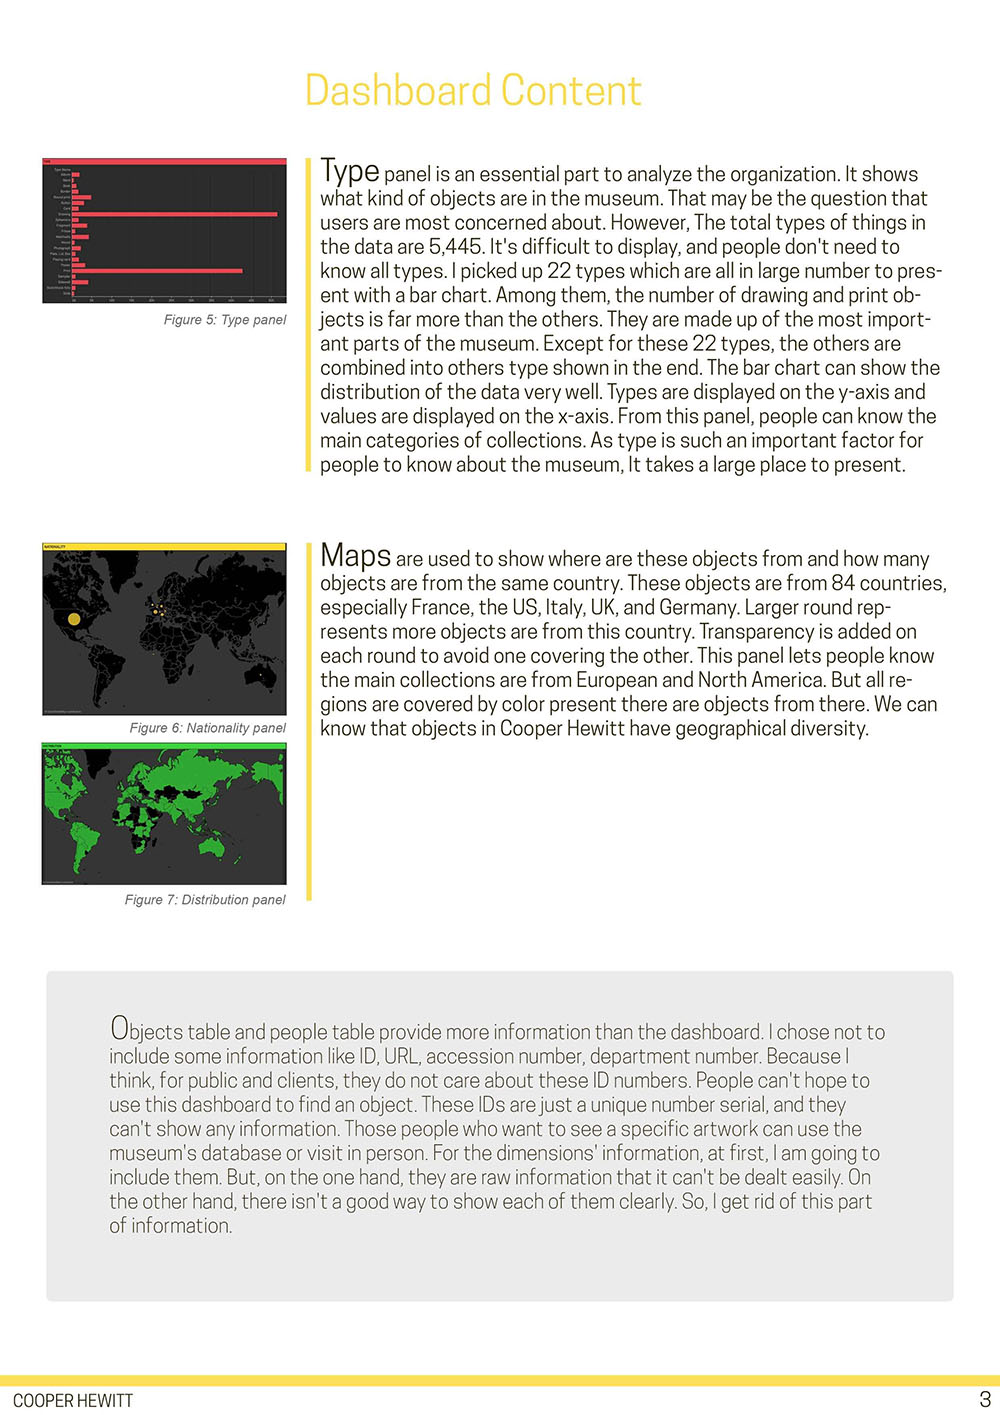 Dashboard Content
TYPE
Type Name
Album
Book
Border
Drawing
Print
Figure 5: Type panel
Type panel is an essential part to analyze the organization. It shows
what kind of objects are in the museum. That may be the question that
users are most concerned about. However, The total types of things in
the data are 5,445. It's difficult to display, and people don't need to
know all types. I picked up 22 types which are all in large number to pres-
ent with a bar chart. Among them, the number of drawing and print ob-
jects is far more than the others. They are made up of the most import-
ant parts of the museum. Except for these 22 types, the others are
combined into others type shown in the end. The bar chart can show the
distribution of the data very well. Types are displayed on the y-axis and
values are displayed on the x-axis. From this panel, people can know the
main categories of collections. As type is such an important factor for
people to know about the museum, It takes a large place to present.
NATIONALITY
Figure 6: Nationality panel
DISTRIBUTION
Figure 7: Distribution panel
Maps are used to show where are these objects from and how many
objects are from the same country. These objects are from 84 countries,
especially France, the US, Italy, UK, and Germany. Larger round rep-
resents more objects are from this country. Transparency is added on
each round to avoid one covering the other. This panel lets people know
the main collections are from European and North America. But all re-
gions are covered by color present there are objects from there. We can
know that objects in Cooper Hewitt have geographical diversity.
Objects table and people table provide more information than the dashboard. I chose not to
include some information like ID, URL, accession number, department number. Because I
think, for public and clients, they do not care about these ID numbers. People can't hope to
use this dashboard to find an object. These IDs are just a unique number serial, and they
can't show any information. Those people who want to see a specific artwork can use the
museum's database or visit in person. For the dimensions' information, at first, I am going to
include them. But, on the one hand, they are raw information that it can't be dealt easily. On
the other hand, there isn't a good way to show each of them clearly. So, I get rid of this part
of information.
COOPER HEWITT
3